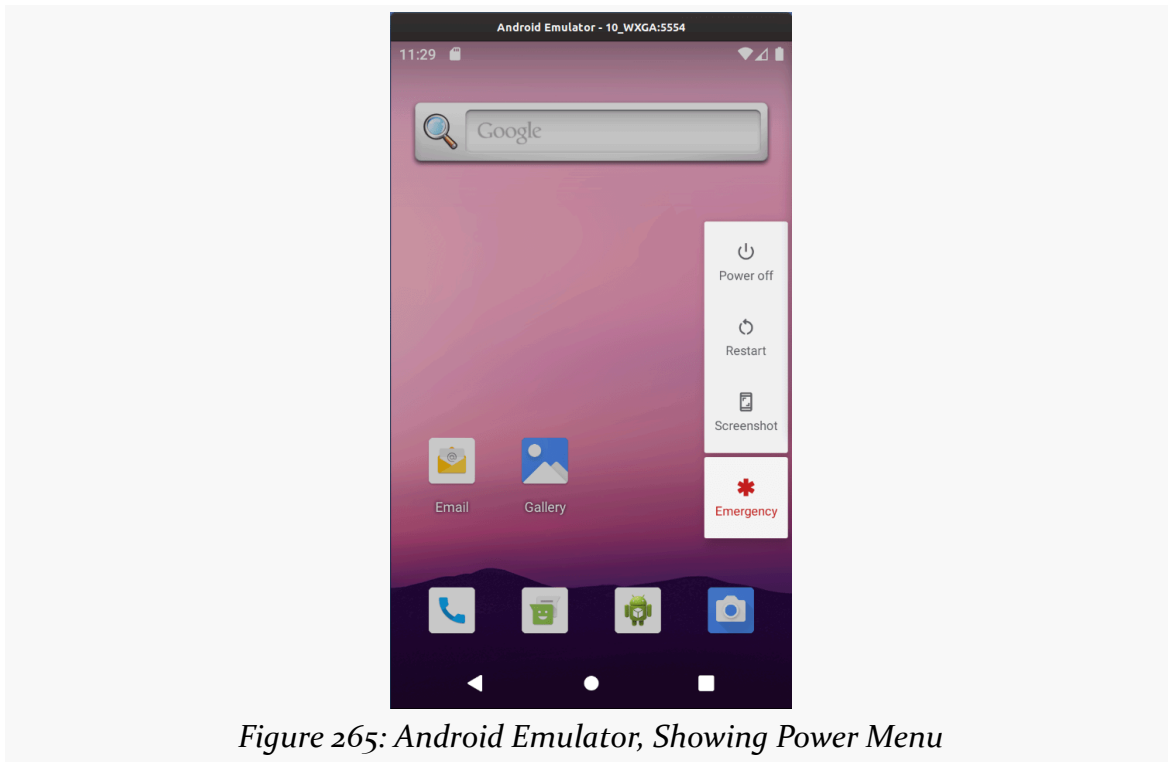 Android Emulator - 10_WXGA:5554
11:29
Google
Power off
Restart
Screenshot
Emergency
Email
Gallery
Figure 265: Android Emulator, Showing Power Menu